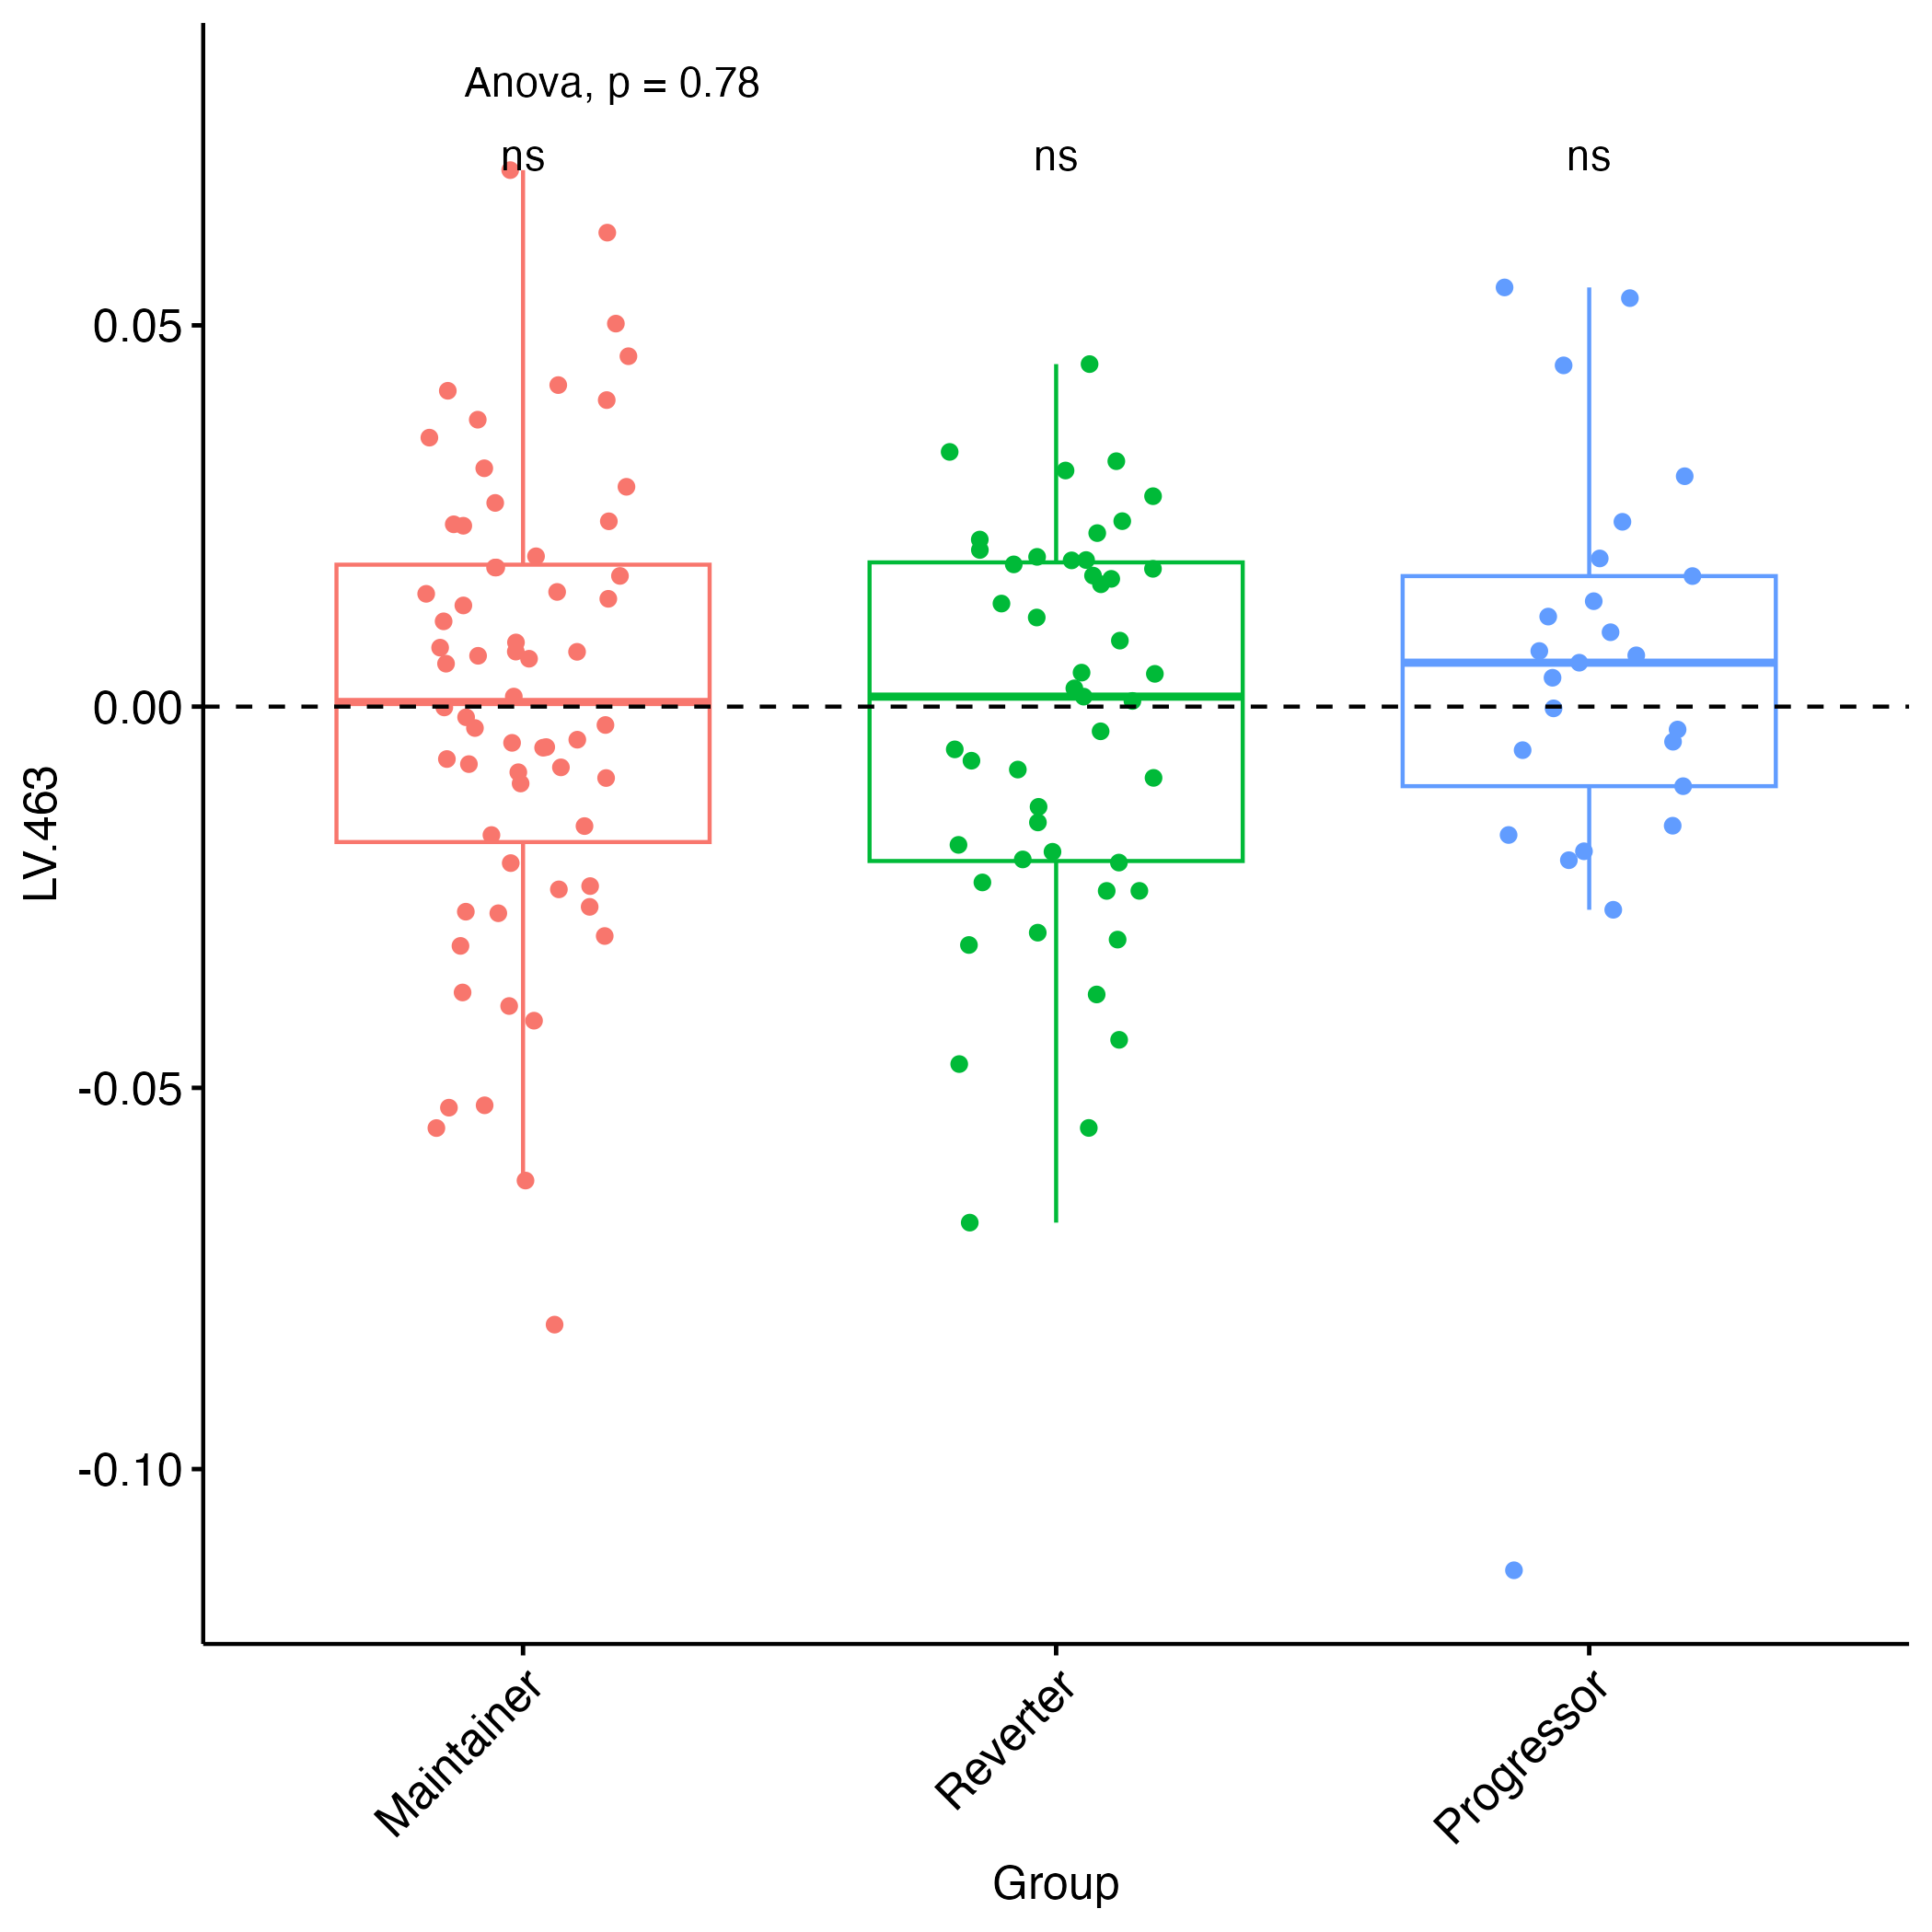 Anova, p = 0.78
ns
ns
ns
0.05
0.00
-0.05
-0.10
LV.463
Maintainer
Reverter
Progressor
Group